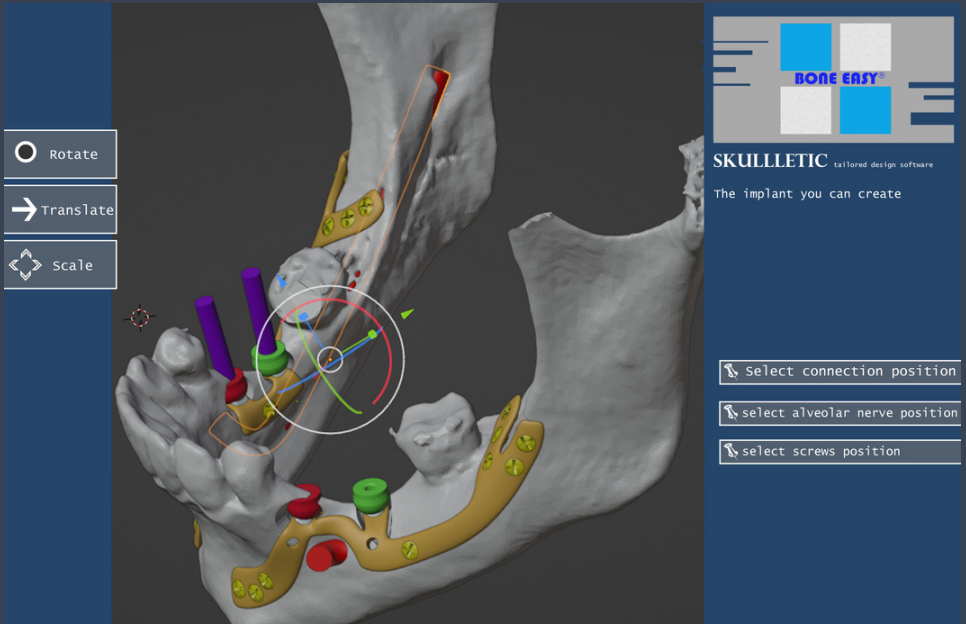 Rotate
Translate
Scale
BONE EASY®
SKULLLETIC tailored design software
The implant you can create
Select connection position
select alveolar nerve position
select screws position